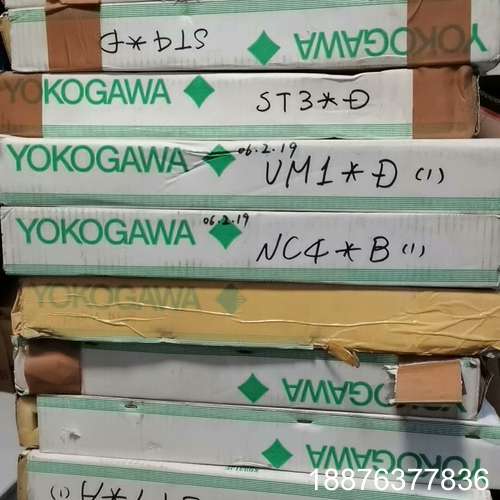 ST4*D YOKOGAWA
YOKOGAWA ST3*D
YOKOGAWA 06.2.19 VM1*D (1)
YOKOGAWA 06.2.19 NC4*B (1)
YOKOGAWA
YOKOGAWA
YOKOGAWA
18876377836